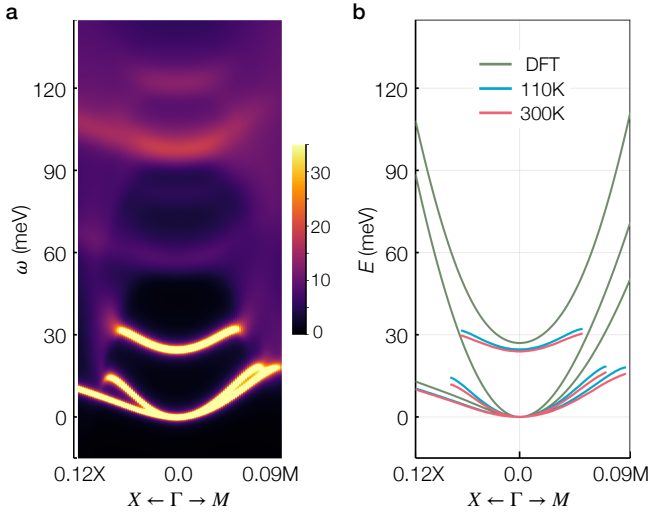 a
ω (meV)
120
90
60
30
0
0.12X
0.0
0.09M
X ← Γ → M
30
20
10
0
b
E (meV)
120
90
60
30
0
0.12X
0.0
0.09M
X ← Γ → M
DFT
110K
300K